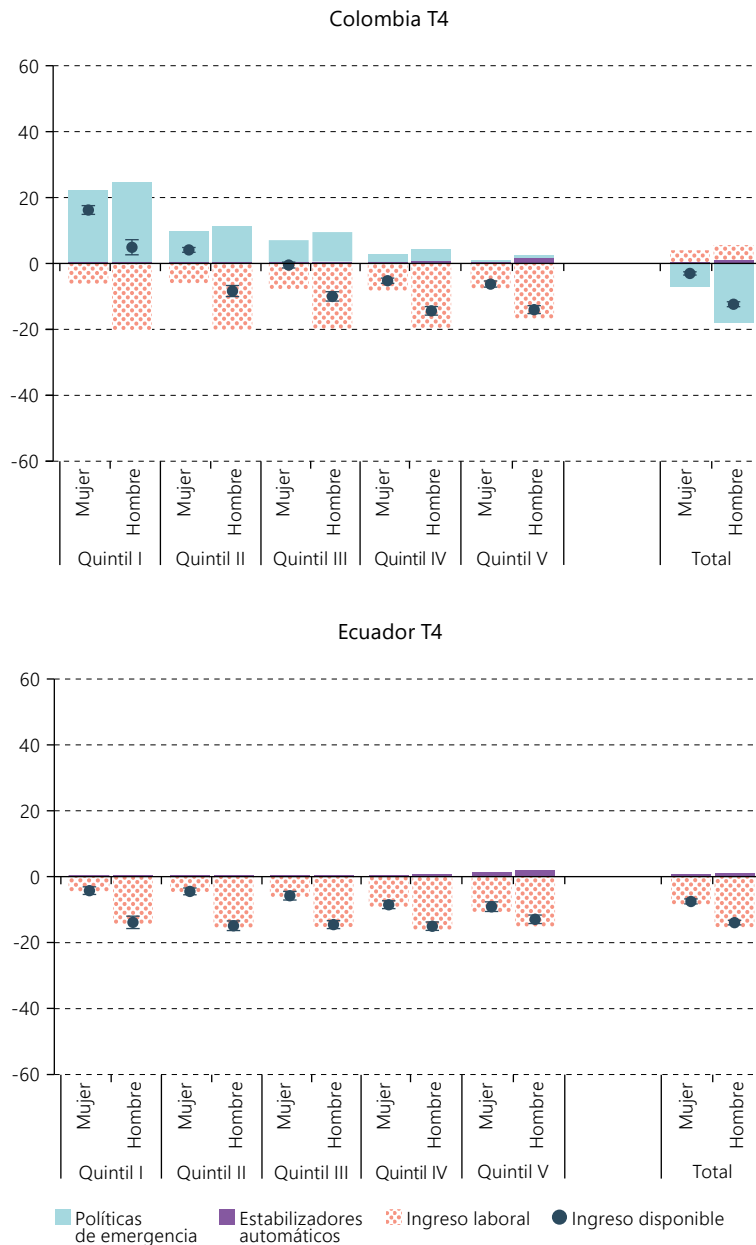 Colombia T4
60
40
20
0
-20
-40
-60
Mujer
Hombre
Mujer
Hombre
Mujer
Hombre
Mujer
Hombre
Mujer
Hombre
Mujer
Hombre
Quintil I
Quintil II
Quintil III
Quintil IV
Quintil V
Total
Ecuador T4
60
40
20
0
-20
-40
-60
Mujer
Hombre
Mujer
Hombre
Mujer
Hombre
Mujer
Hombre
Mujer
Hombre
Mujer
Hombre
Quintil I
Quintil II
Quintil III
Quintil IV
Quintil V
Total
Políticas
de emergencia
Estabilizadores
automáticos
Ingreso laboral
Ingreso disponible